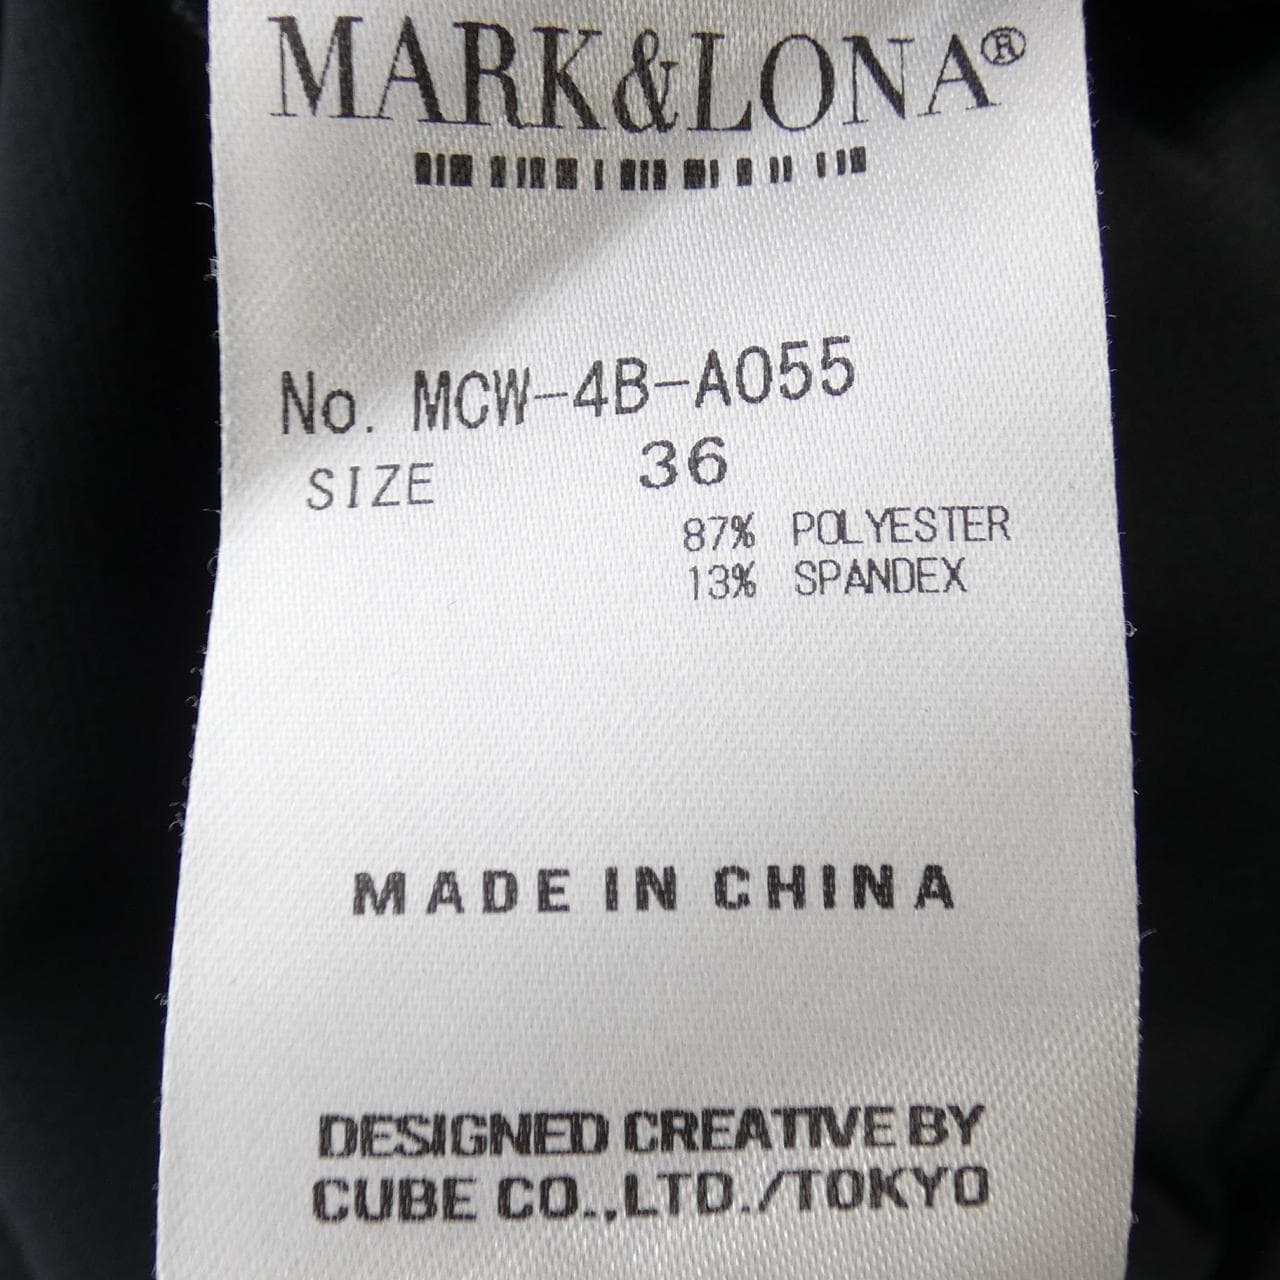 MARK&LONA®
No. MCW-4B-A055
SIZE 36
87% POLYESTER
13% SPANDEX
MADE IN CHINA
DESIGNED CREATIVE BY
CUBE CO.,LTD./TOKYO